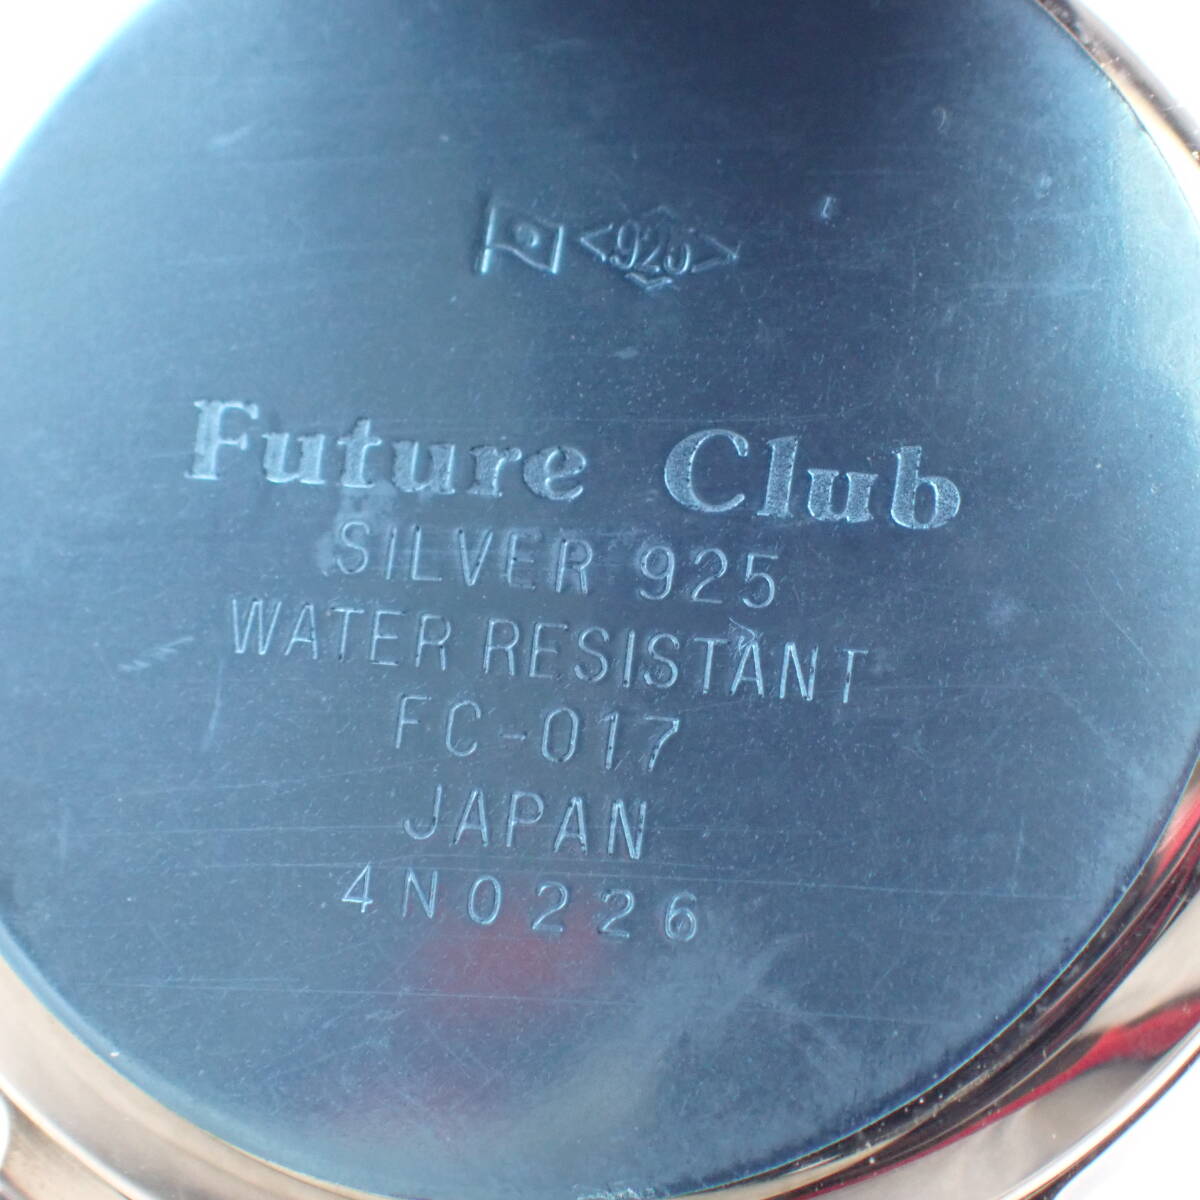 <925>
Future Club
SILVER 925
WATER RESISTANT
FC-017
JAPAN
4N0226